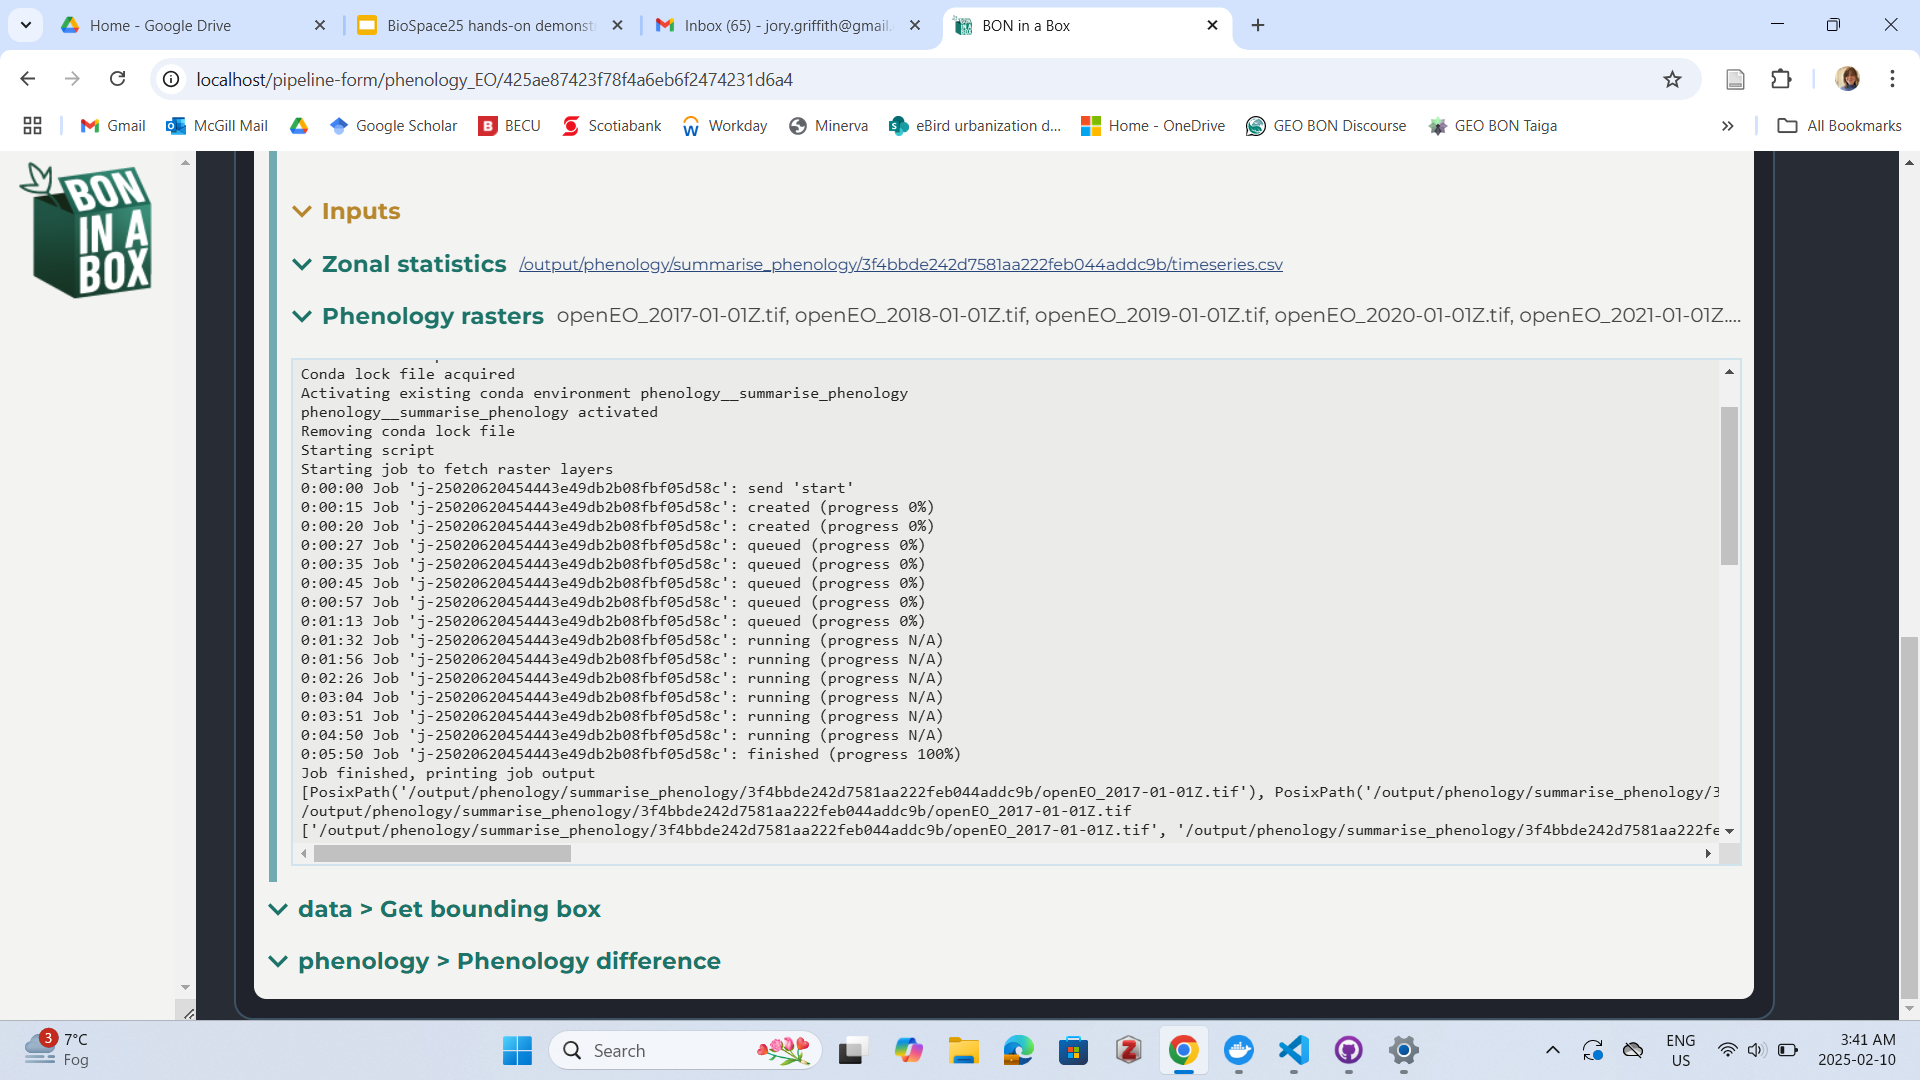 Home - Google Drive
BioSpace25 hands-on demonst
Inbox (65) - jory.griffith@gmail.
BON in a Box
localhost/pipeline-form/phenology_EO/425ae87423f78f4a6eb6f2474231d6a4
Gmail
McGill Mail
Google Scholar
BECU
Scotiabank
Workday
Minerva
eBird urbanization d...
Home - OneDrive
GEO BON Discourse
GEO BON Taiga
All Bookmarks
BON
IN A
BOX
Inputs
Zonal statistics /output/phenology/summarise_phenology/3f4bbde242d7581aa222feb044addc9b/timeseries.csv
Phenology rasters openEO_2017-01-01Z.tif, openEO_2018-01-01Z.tif, openEO_2019-01-01Z.tif, openEO_2020-01-01Z.tif, openEO_2021-01-01Z....
Conda lock file acquired
Activating existing conda environment phenology__summarise_phenology
phenology__summarise_phenology activated
Removing conda lock file
Starting script
Starting job to fetch raster layers
0:00:00 Job 'j-25020620454443e49db2b08fbf05d58c': send 'start'
0:00:15 Job 'j-25020620454443e49db2b08fbf05d58c': created (progress 0%)
0:00:20 Job 'j-25020620454443e49db2b08fbf05d58c': created (progress 0%)
0:00:27 Job 'j-25020620454443e49db2b08fbf05d58c': queued (progress 0%)
0:00:35 Job 'j-25020620454443e49db2b08fbf05d58c': queued (progress 0%)
0:00:45 Job 'j-25020620454443e49db2b08fbf05d58c': queued (progress 0%)
0:00:57 Job 'j-25020620454443e49db2b08fbf05d58c': queued (progress 0%)
0:01:13 Job 'j-25020620454443e49db2b08fbf05d58c': queued (progress 0%)
0:01:32 Job 'j-25020620454443e49db2b08fbf05d58c': running (progress N/A)
0:01:56 Job 'j-25020620454443e49db2b08fbf05d58c': running (progress N/A)
0:02:26 Job 'j-25020620454443e49db2b08fbf05d58c': running (progress N/A)
0:03:04 Job 'j-25020620454443e49db2b08fbf05d58c': running (progress N/A)
0:03:51 Job 'j-25020620454443e49db2b08fbf05d58c': running (progress N/A)
0:04:50 Job 'j-25020620454443e49db2b08fbf05d58c': running (progress N/A)
0:05:50 Job 'j-25020620454443e49db2b08fbf05d58c': finished (progress 100%)
Job finished, printing job output
[PosixPath('/output/phenology/summarise_phenology/3f4bbde242d7581aa222feb044addc9b/openEO_2017-01-01Z.tif'), PosixPath('/output/phenology/summarise_phenology/3
/output/phenology/summarise_phenology/3f4bbde242d7581aa222feb044addc9b/openEO_2017-01-01Z.tif
['/output/phenology/summarise_phenology/3f4bbde242d7581aa222feb044addc9b/openEO_2017-01-01Z.tif', '/output/phenology/summarise_phenology/3f4bbde242d7581aa222fe
data > Get bounding box
phenology > Phenology difference
3
7°C
Fog
Search
ENG
US
3:41 AM
2025-02-10